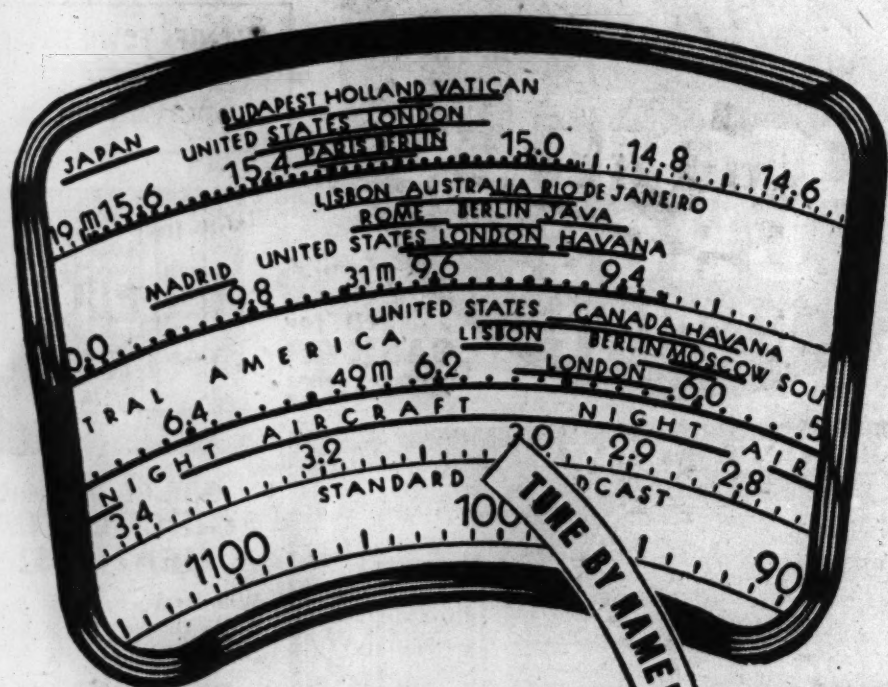 BUDAPEST HOLLAND VATICAN
JAPAN UNITED STATES LONDON
PARIS BERLIN
19 m 15.6 15.4 15.0 14.8 14.6
LISBON AUSTRALIA RIO DE JANEIRO
ROME BERLIN JAVA
MADRID UNITED STATES LONDON HAVANA
9.8 31 m 9.6 9.4
UNITED STATES CANADA HAVANA
TRAL AMERICA LISBON BERLIN MOSCOW SOU
LONDON
6.4 49 m 6.2 6.0
NIGHT AIRCRAFT NIGHT AIR
3.4 3.2 3.0 2.9 2.8
STANDARD DCAST
1100 100 90
TUNE BY NAME